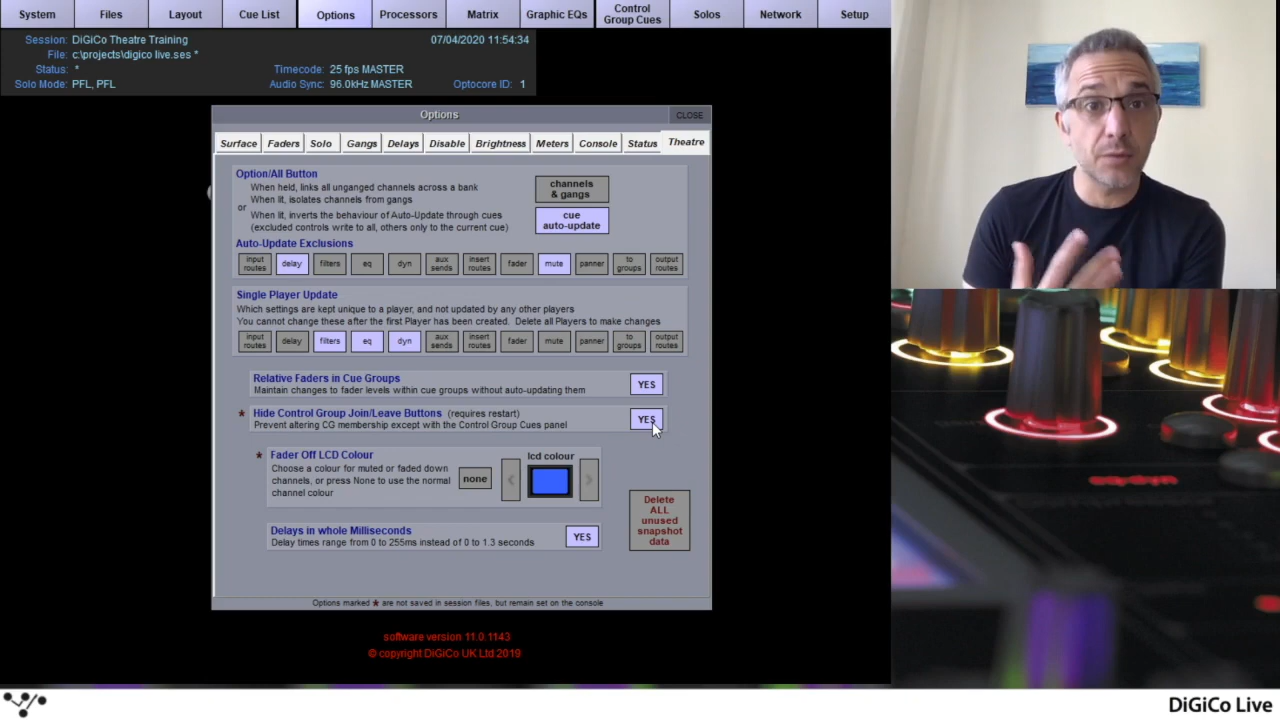 System Files Layout Cue List Options Processors Matrix Graphic EQs Control Group Cues Solos Network Setup
Session: DiGiCo Theatre Training 07/04/2020 11:54:34
File: c:\projects\digico live.ses *
Status: * Timecode: 25 fps MASTER
Solo Mode: PFL, PFL Audio Sync: 96.0kHz MASTER Optocore ID: 1
Options CLOSE
Surface Faders Solo Gangs Delays Disable Brightness Meters Console Status Theatre
Option/All Button
When held, links all unganged channels across a bank
When lit, isolates channels from gangs
channels & gangs
or
When lit, inverts the behaviour of Auto-Update through cues
(excluded controls write to all, others only to the current cue)
cue auto-update
Auto-Update Exclusions
input routes delay filters eq dyn aux sends insert routes fader mute panner to groups output routes
Single Player Update
Which settings are kept unique to a player, and not updated by any other players
You cannot change these after the first Player has been created. Delete all Players to make changes
input routes delay filters eq dyn aux sends insert routes fader mute panner to groups output routes
Relative Faders in Cue Groups
Maintain changes to fader levels within cue groups without auto-updating them
YES
* Hide Control Group Join/Leave Buttons (requires restart)
Prevent altering CG membership except with the Control Group Cues panel
YES
* Fader Off LCD Colour
Choose a colour for muted or faded down
channels, or press None to use the normal
channel colour
none
lcd colour
< >
Delete
ALL
unused
snapshot
data
Delays in whole Milliseconds
Delay times range from 0 to 255ms instead of 0 to 1.3 seconds
YES
Options marked * are not saved in session files, but remain set on the console
software version 11.0.1143
© copyright DiGiCo UK Ltd 2019
DiGiCo Live